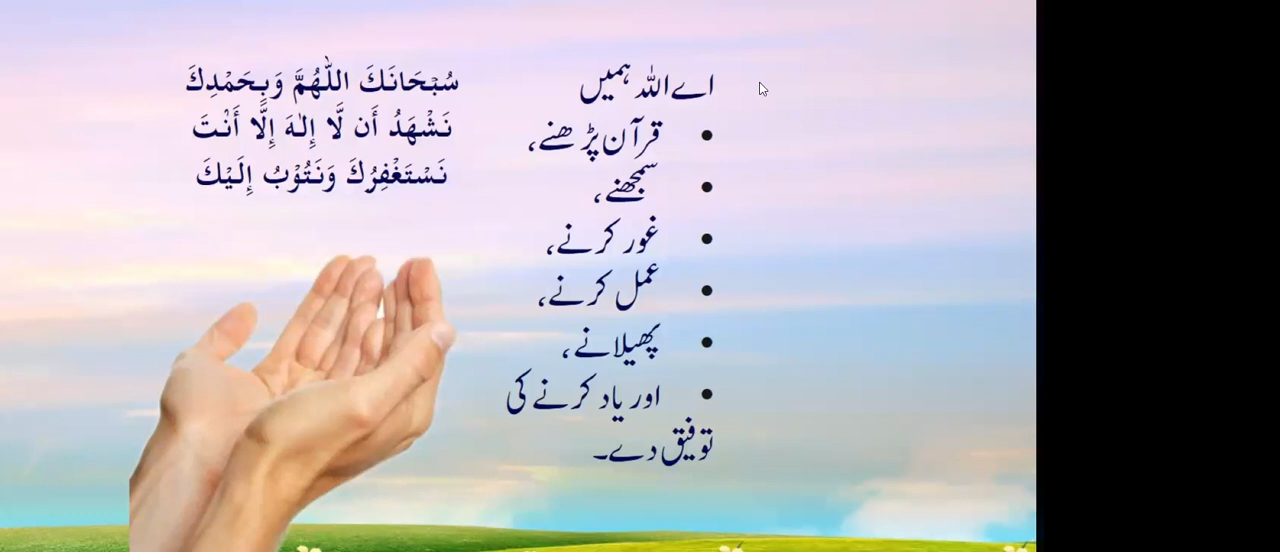 اے اللہ ہمیں
• قرآن پڑھنے،
• سمجھنے،
• غور کرنے،
• عمل کرنے،
• پھیلانے،
• اور یاد کرنے کی
توفیق دے۔
سُبْحَانَكَ اللّٰهُمَّ وَبِحَمْدِكَ
نَشْهَدُ أَن لَّا إِلٰهَ إِلَّا أَنْتَ
نَسْتَغْفِرُكَ وَنَتُوْبُ إِلَيْكَ